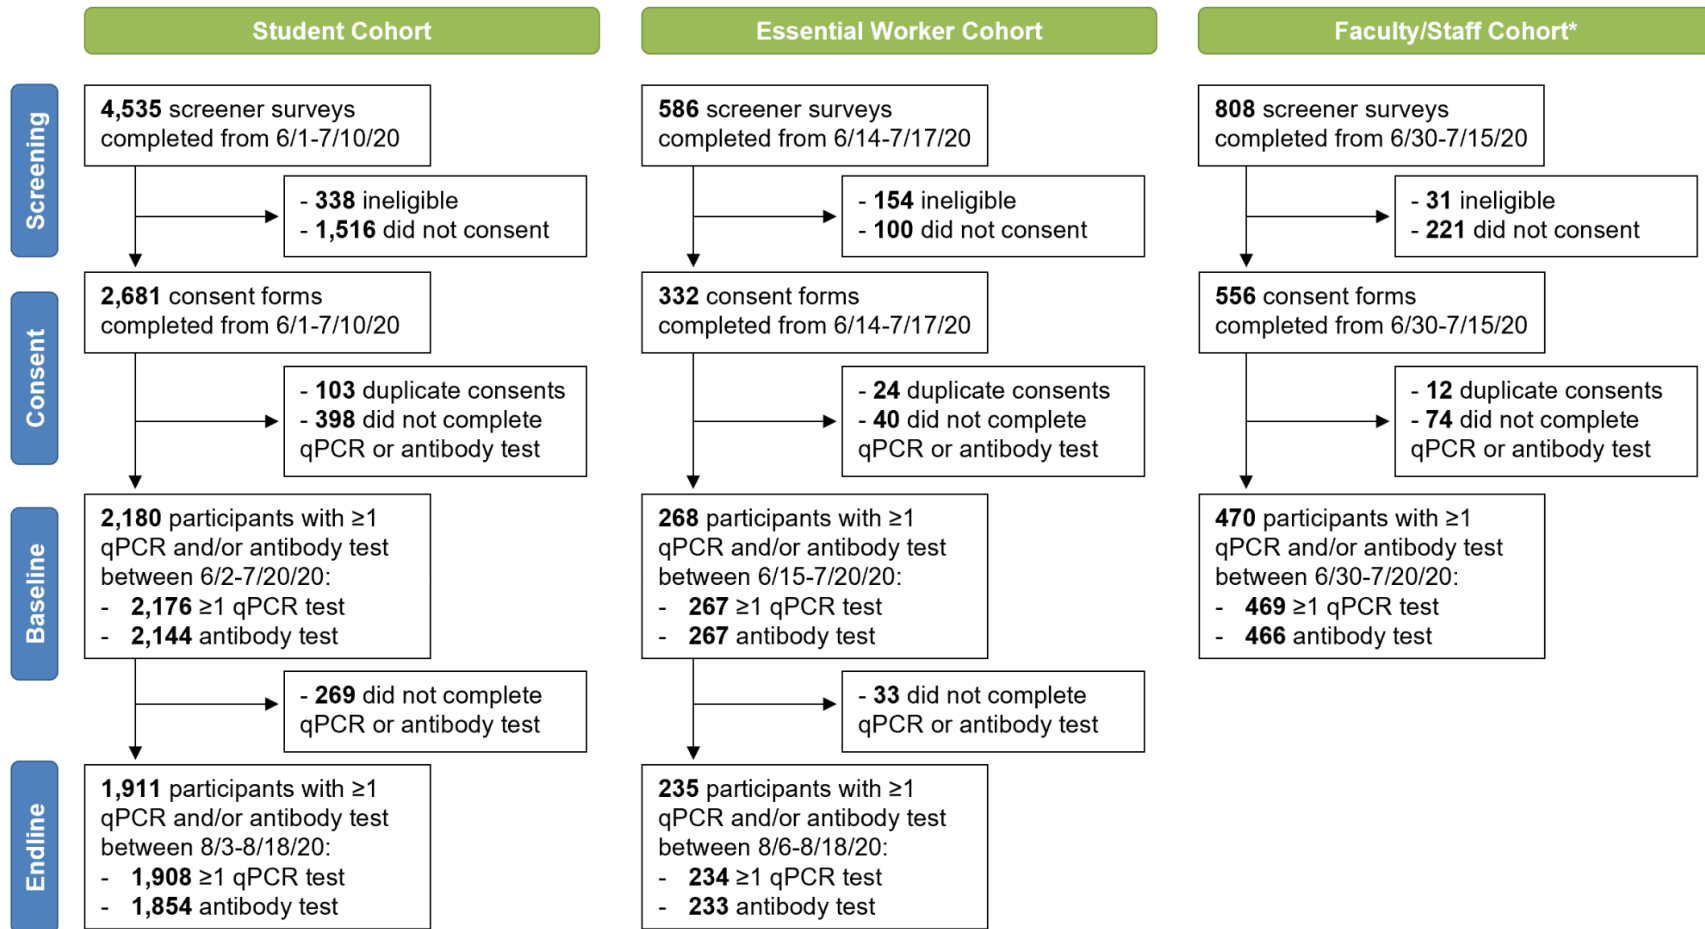 Student Cohort
Essential Worker Cohort
Faculty/Staff Cohort*
Screening
4,535 screener surveys
completed from 6/1-7/10/20
586 screener surveys
completed from 6/14-7/17/20
808 screener surveys
completed from 6/30-7/15/20
- 338 ineligible
- 1,516 did not consent
- 154 ineligible
- 100 did not consent
- 31 ineligible
- 221 did not consent
Consent
2,681 consent forms
completed from 6/1-7/10/20
332 consent forms
completed from 6/14-7/17/20
556 consent forms
completed from 6/30-7/15/20
- 103 duplicate consents
- 398 did not complete
qPCR or antibody test
- 24 duplicate consents
- 40 did not complete
qPCR or antibody test
- 12 duplicate consents
- 74 did not complete
qPCR or antibody test
Baseline
2,180 participants with ≥1
qPCR and/or antibody test
between 6/2-7/20/20:
- 2,176 ≥1 qPCR test
- 2,144 antibody test
268 participants with ≥1
qPCR and/or antibody test
between 6/15-7/20/20:
- 267 ≥1 qPCR test
- 267 antibody test
470 participants with ≥1
qPCR and/or antibody test
between 6/30-7/20/20:
- 469 ≥1 qPCR test
- 466 antibody test
- 269 did not complete
qPCR or antibody test
- 33 did not complete
qPCR or antibody test
Endline
1,911 participants with ≥1
qPCR and/or antibody test
between 8/3-8/18/20:
- 1,908 ≥1 qPCR test
- 1,854 antibody test
235 participants with ≥1
qPCR and/or antibody test
between 8/6-8/18/20:
- 234 ≥1 qPCR test
- 233 antibody test